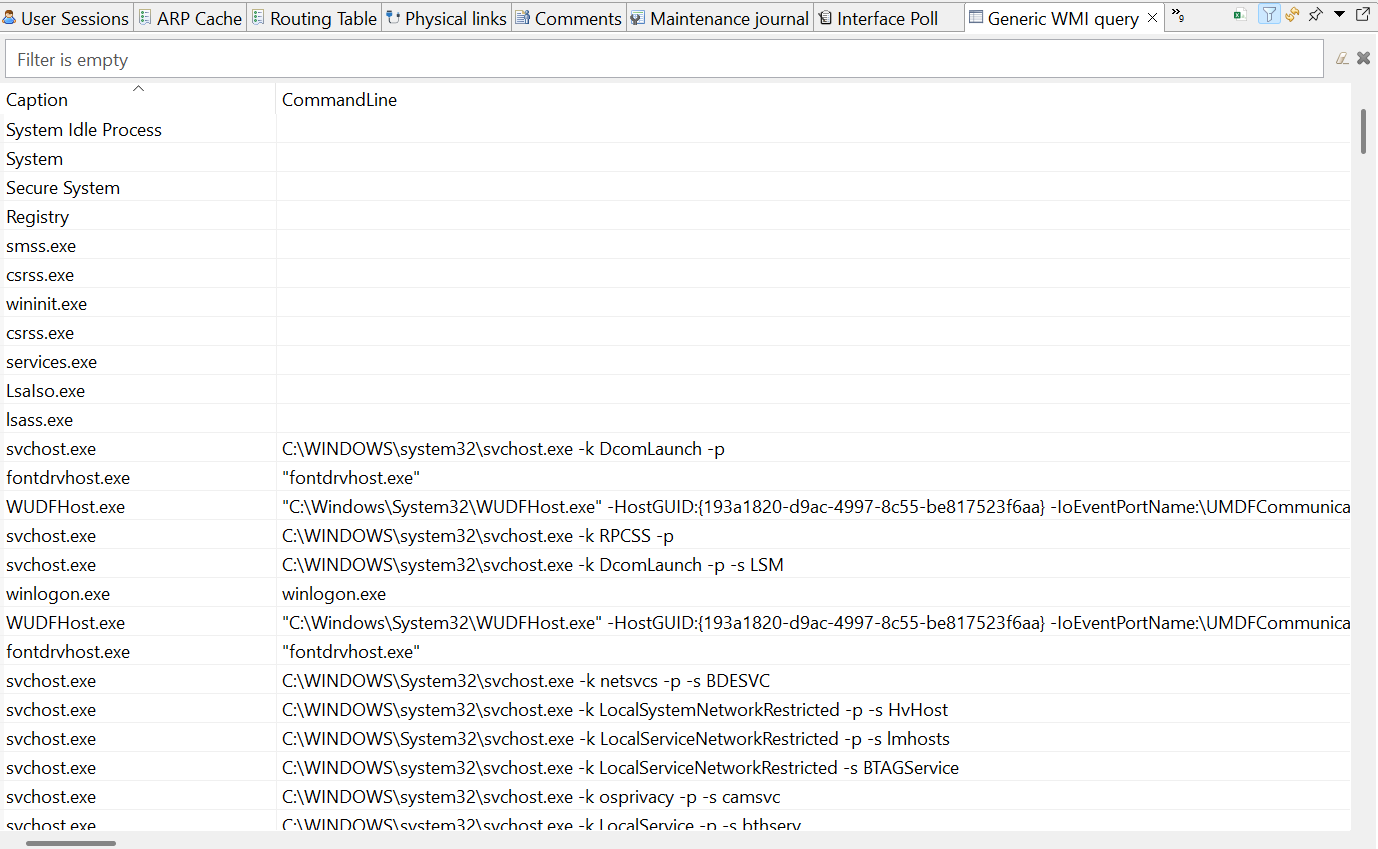 User Sessions ARP Cache Routing Table Physical links Comments Maintenance journal Interface Poll Generic WMI query 9
Filter is empty
Caption CommandLine
System Idle Process
System
Secure System
Registry
smss.exe
csrss.exe
wininit.exe
csrss.exe
services.exe
LsaIso.exe
lsass.exe
svchost.exe C:\WINDOWS\system32\svchost.exe -k DcomLaunch -p
fontdrvhost.exe "fontdrvhost.exe"
WUDFHost.exe "C:\Windows\System32\WUDFHost.exe" -HostGUID:{193a1820-d9ac-4997-8c55-be817523f6aa} -IoEventPortName:\UMDFCommunica
svchost.exe C:\WINDOWS\system32\svchost.exe -k RPCSS -p
svchost.exe C:\WINDOWS\system32\svchost.exe -k DcomLaunch -p -s LSM
winlogon.exe winlogon.exe
WUDFHost.exe "C:\Windows\System32\WUDFHost.exe" -HostGUID:{193a1820-d9ac-4997-8c55-be817523f6aa} -IoEventPortName:\UMDFCommunica
fontdrvhost.exe "fontdrvhost.exe"
svchost.exe C:\WINDOWS\System32\svchost.exe -k netsvcs -p -s BDESVC
svchost.exe C:\WINDOWS\system32\svchost.exe -k LocalSystemNetworkRestricted -p -s HvHost
svchost.exe C:\WINDOWS\System32\svchost.exe -k LocalServiceNetworkRestricted -p -s lmhosts
svchost.exe C:\WINDOWS\system32\svchost.exe -k LocalServiceNetworkRestricted -s BTAGService
svchost.exe C:\WINDOWS\system32\svchost.exe -k osprivacy -p -s camsvc
svchost.exe C:\WINDOWS\system32\svchost.exe -k LocalService -p -s bthserv